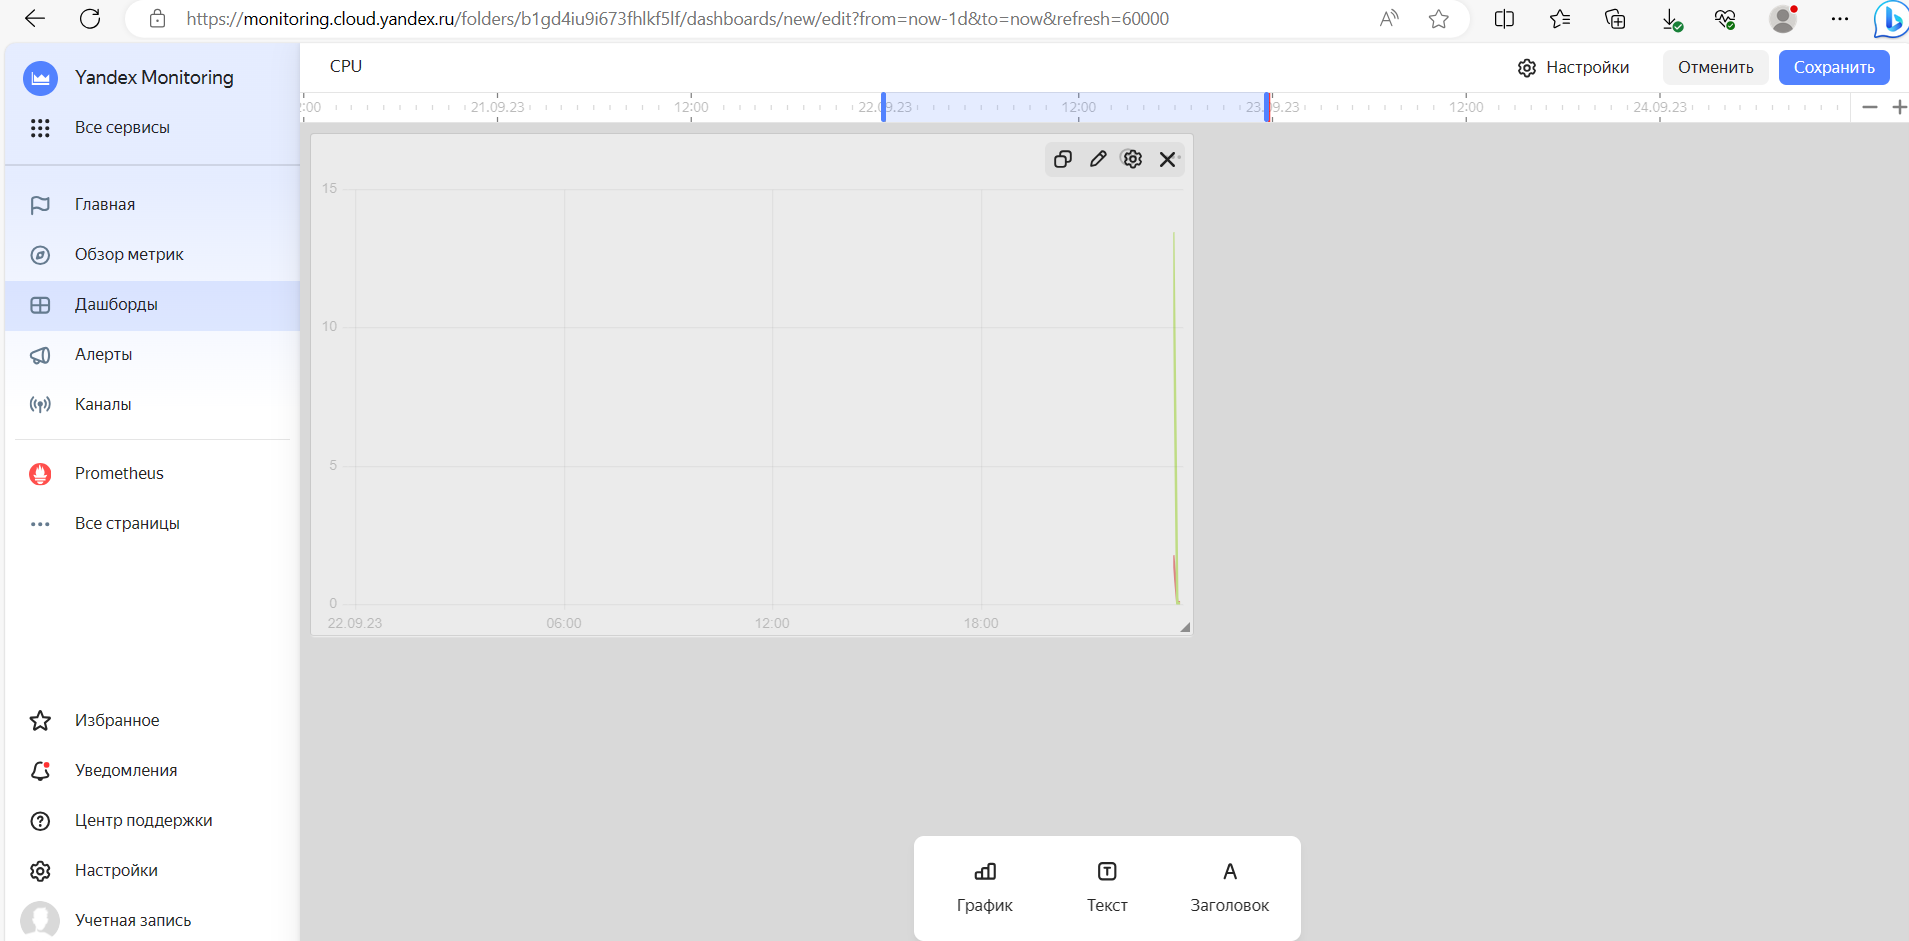 https://monitoring.cloud.yandex.ru/folders/b1gd4iu9i673fhlkf5lf/dashboards/new/edit?from=now-1d&to=now&refresh=60000
Yandex Monitoring
Все сервисы
Главная
Обзор метрик
Дашборды
Алерты
Каналы
Prometheus
Все страницы
Избранное
Уведомления
Центр поддержки
Настройки
Учетная запись
CPU
Настройки
Отменить
Сохранить
:00 21.09.23 12:00 22.09.23 12:00 23.09.23 12:00 24.09.23
15
10
5
0
22.09.23 06:00 12:00 18:00
График
Текст
Заголовок